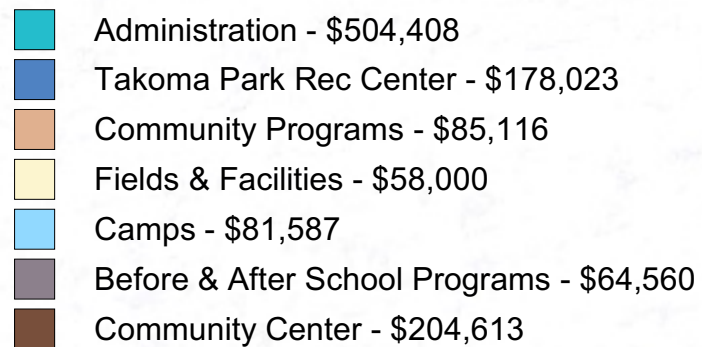 Administration - $504,408
Takoma Park Rec Center - $178,023
Community Programs - $85,116
Fields & Facilities - $58,000
Camps - $81,587
Before & After School Programs - $64,560
Community Center - $204,613